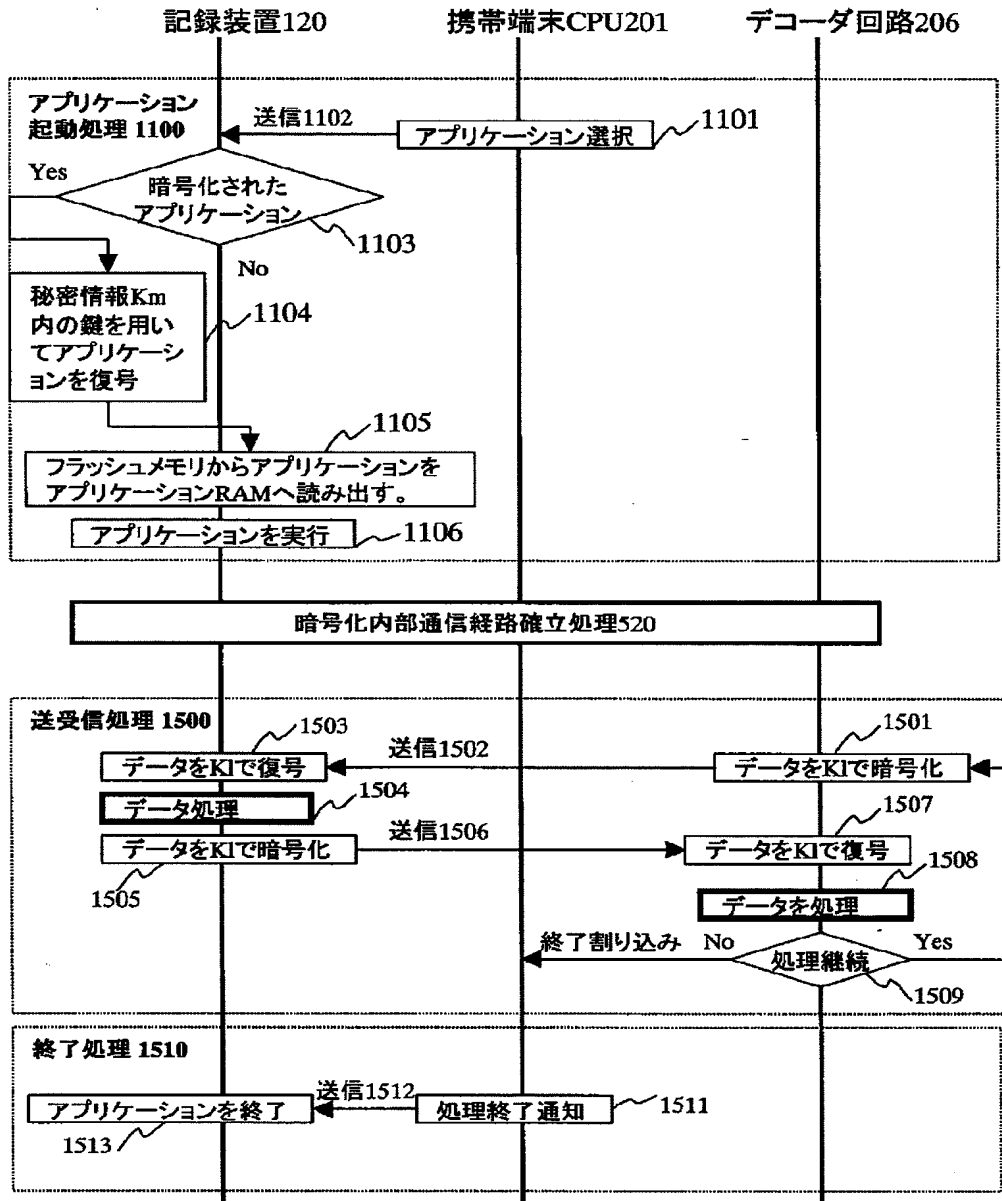 記録装置120
携帯端末CPU201
デコーダ回路206
アプリケーション
起動処理 1100
送信1102
アプリケーション選択
1101
Yes
暗号化された
アプリケーション
1103
No
秘密情報Km
内の鍵を用い
てアプリケーシ
ョンを復号
1104
1105
フラッシュメモリからアプリケーションを
アプリケーションRAMへ読み出す。
アプリケーションを実行
1106
暗号化内部通信経路確立処理520
送受信処理 1500
1503
送信1502
1501
データをKIで復号
データをKIで暗号化
データ処理
1504
1507
データをKIで暗号化
送信1506
データをKIで復号
1505
1508
データを処理
終了割り込み
No
Yes
処理継続
1509
終了処理 1510
送信1512
アプリケーションを終了
処理終了通知
1511
1513